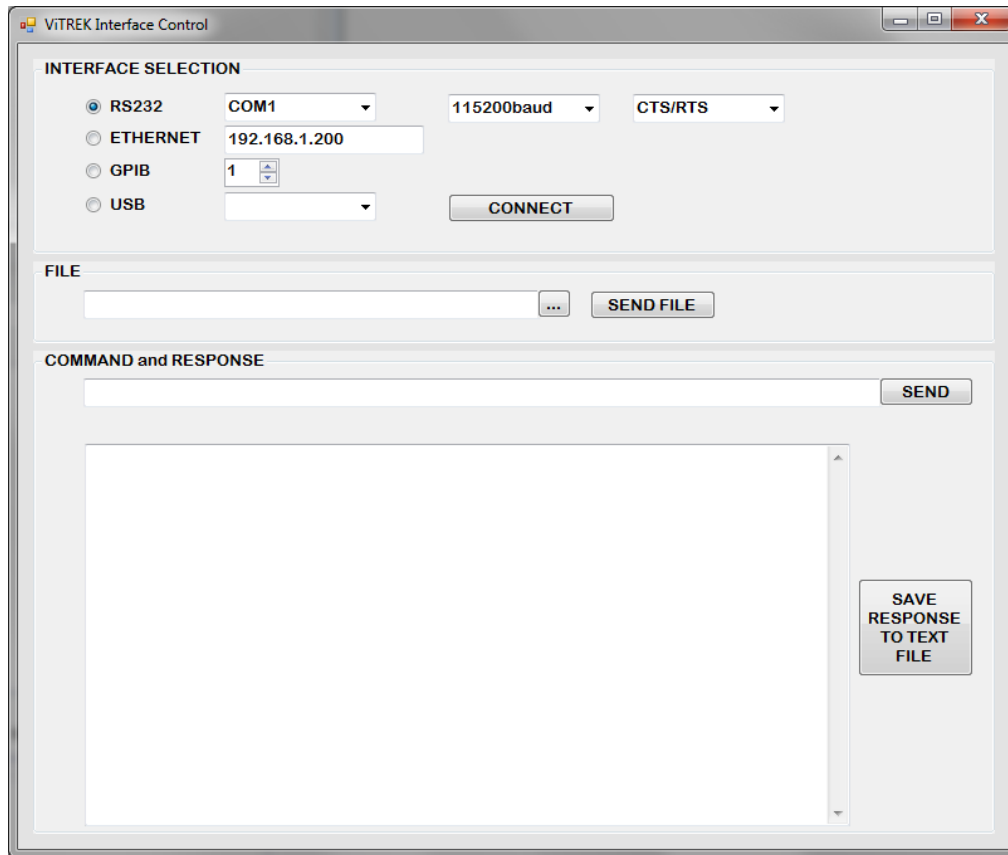 ViTREK Interface Control
INTERFACE SELECTION
RS232 COM1 115200baud CTS/RTS
ETHERNET 192.168.1.200
GPIB 1
USB CONNECT
FILE
... SEND FILE
COMMAND and RESPONSE
SEND
SAVE
RESPONSE
TO TEXT
FILE